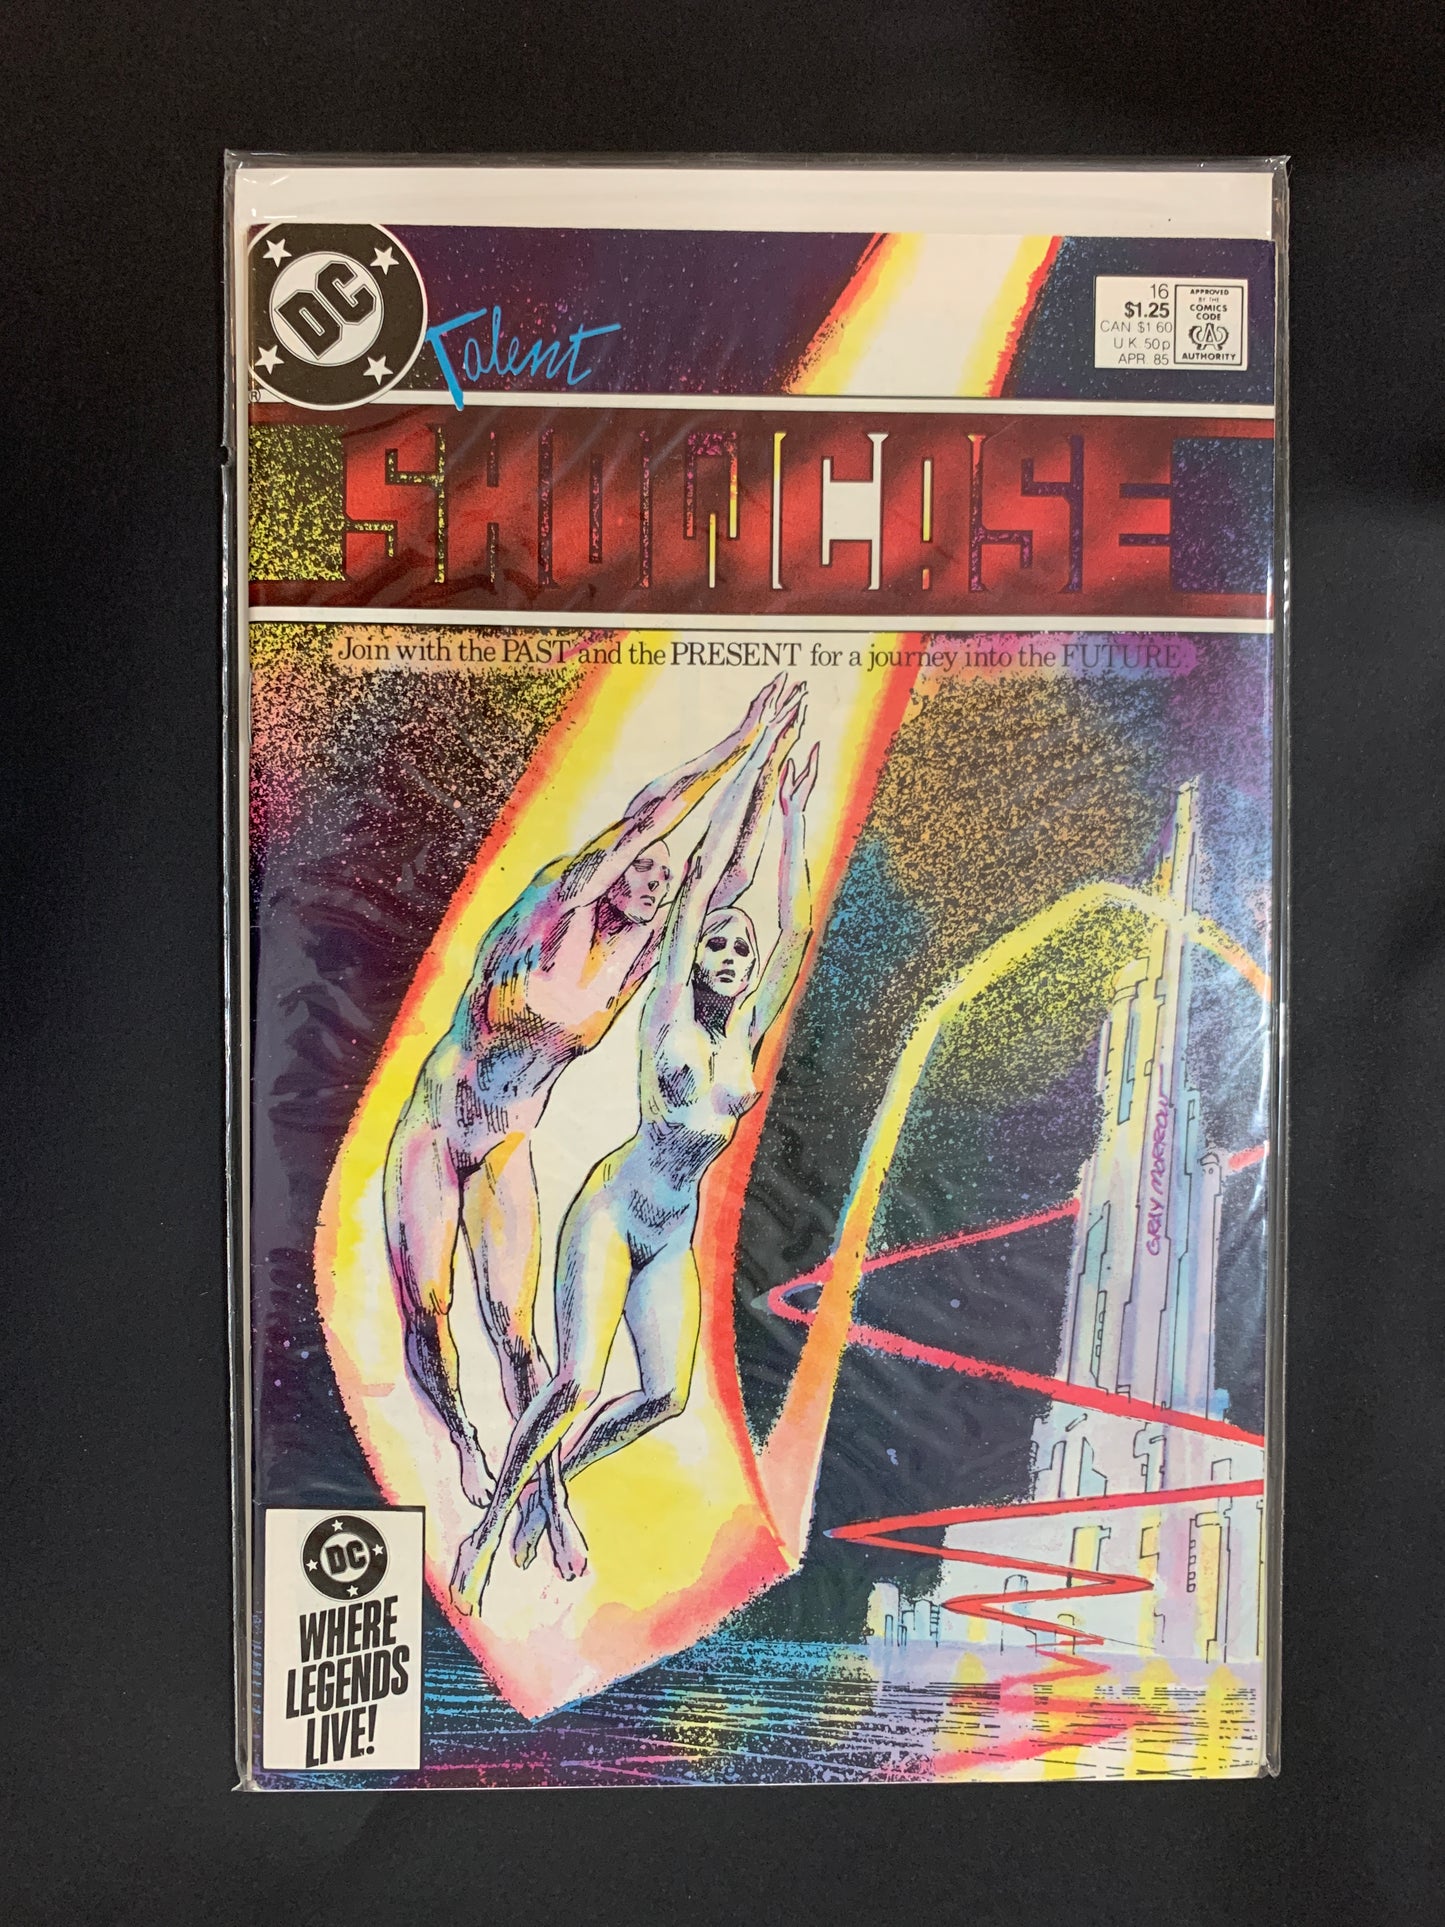 DC
®
Talent
16
$1.25
CAN $1.60
U.K. 50p
APR. 85
APPROVED
BY THE
COMICS
CODE
A
AUTHORITY
SHOWCASE
Join with the PAST and the PRESENT for a journey into the FUTURE.
GRAY MORROW
DC
WHERE
LEGENDS
LIVE!